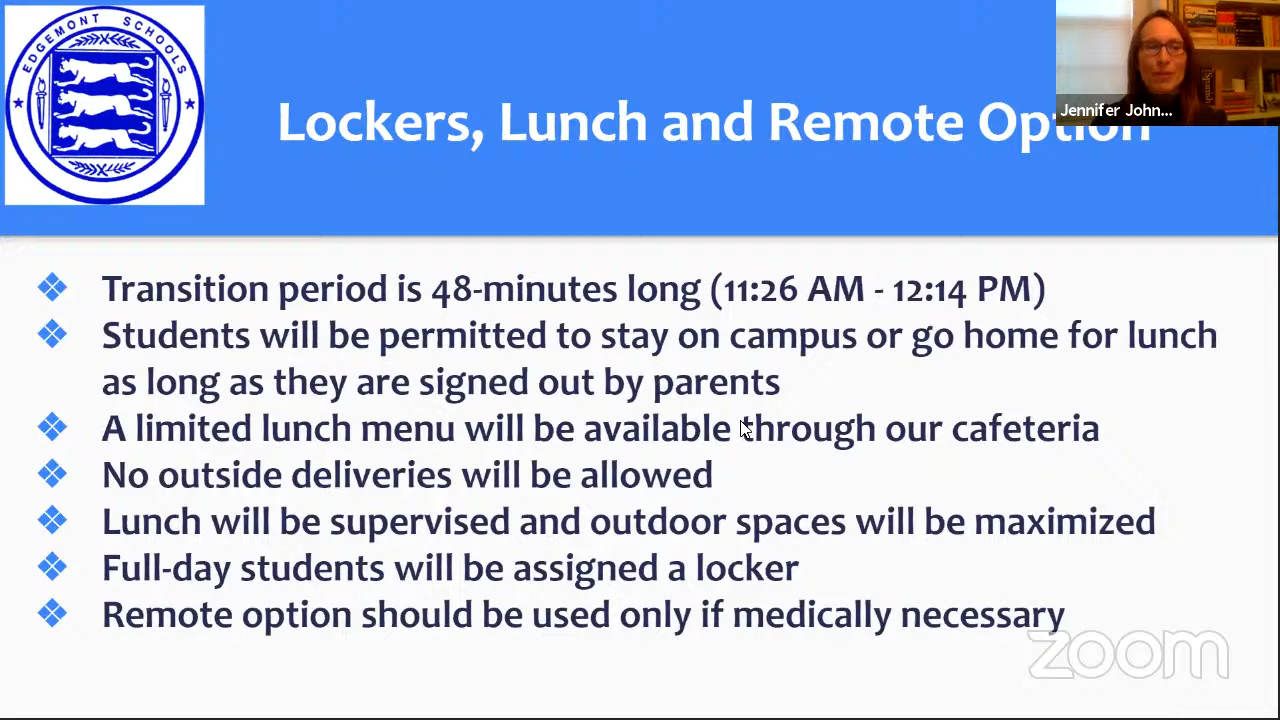 EDGEMONT SCHOOLS
Jennifer John...
Lockers, Lunch and Remote Option
❖ Transition period is 48-minutes long (11:26 AM - 12:14 PM)
❖ Students will be permitted to stay on campus or go home for lunch
as long as they are signed out by parents
❖ A limited lunch menu will be available through our cafeteria
❖ No outside deliveries will be allowed
❖ Lunch will be supervised and outdoor spaces will be maximized
❖ Full-day students will be assigned a locker
❖ Remote option should be used only if medically necessary
zoom
Spanish